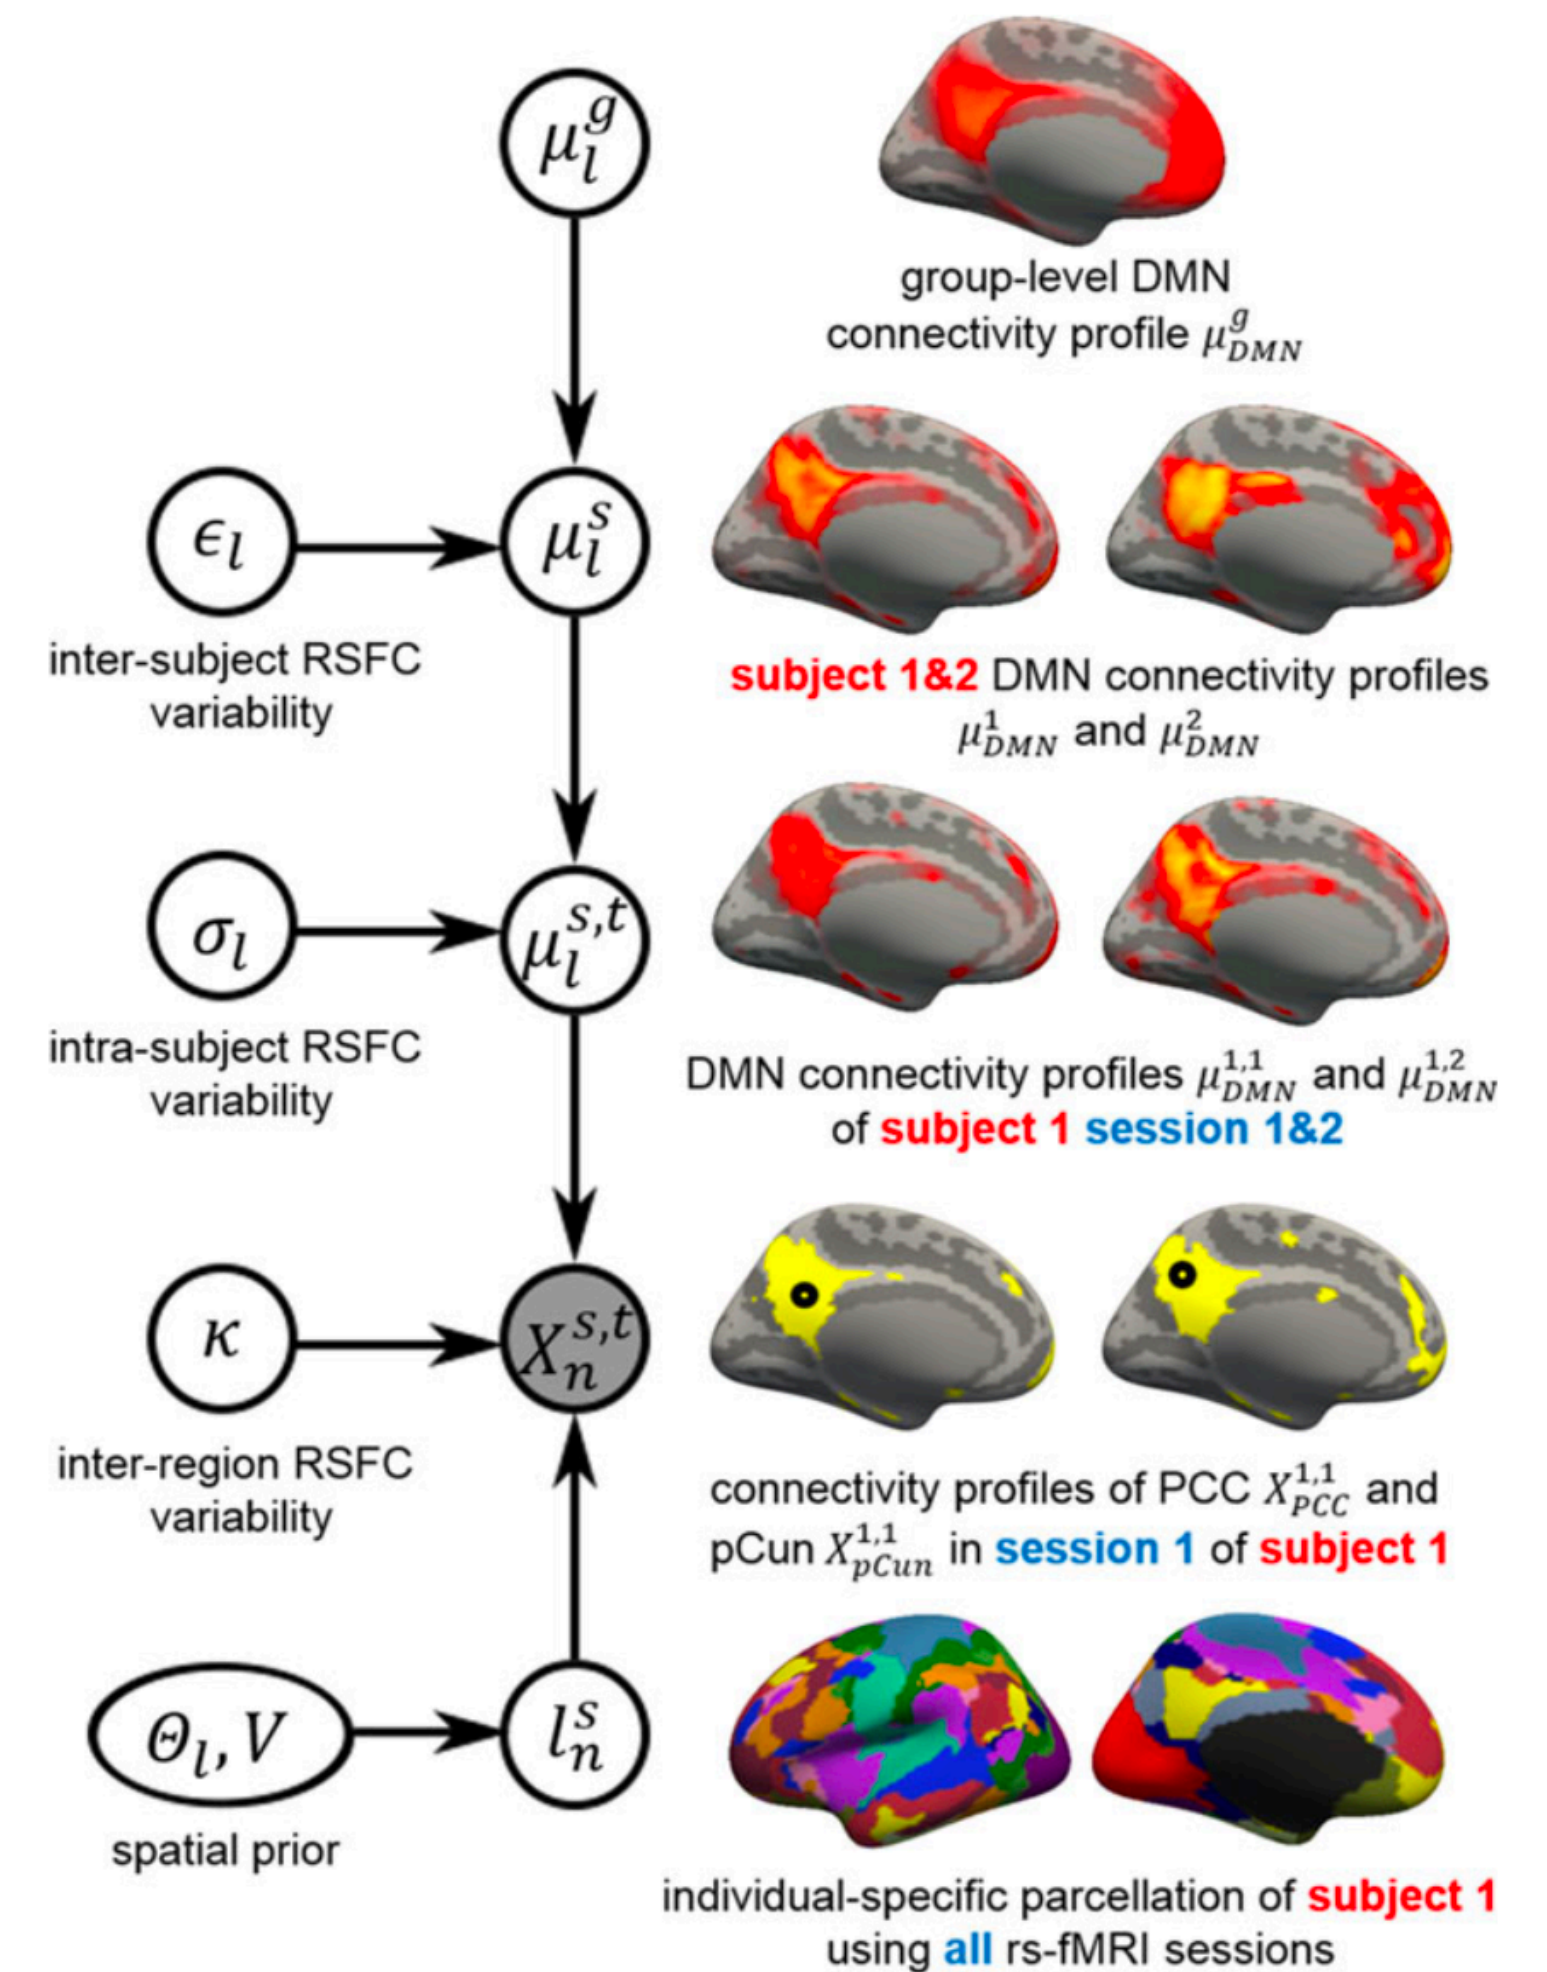 μ_l^g
group-level DMN
connectivity profile μ_DMN^g
ϵ_l
μ_l^s
inter-subject RSFC
variability
subject 1&2 DMN connectivity profiles
μ_DMN^1 and μ_DMN^2
σ_l
μ_l^{s,t}
intra-subject RSFC
variability
DMN connectivity profiles μ_DMN^{1,1} and μ_DMN^{1,2}
of subject 1 session 1&2
κ
X_n^{s,t}
inter-region RSFC
variability
connectivity profiles of PCC X_PCC^{1,1} and
pCun X_pCun^{1,1} in session 1 of subject 1
Θ_l, V
l_n^s
spatial prior
individual-specific parcellation of subject 1
using all rs-fMRI sessions